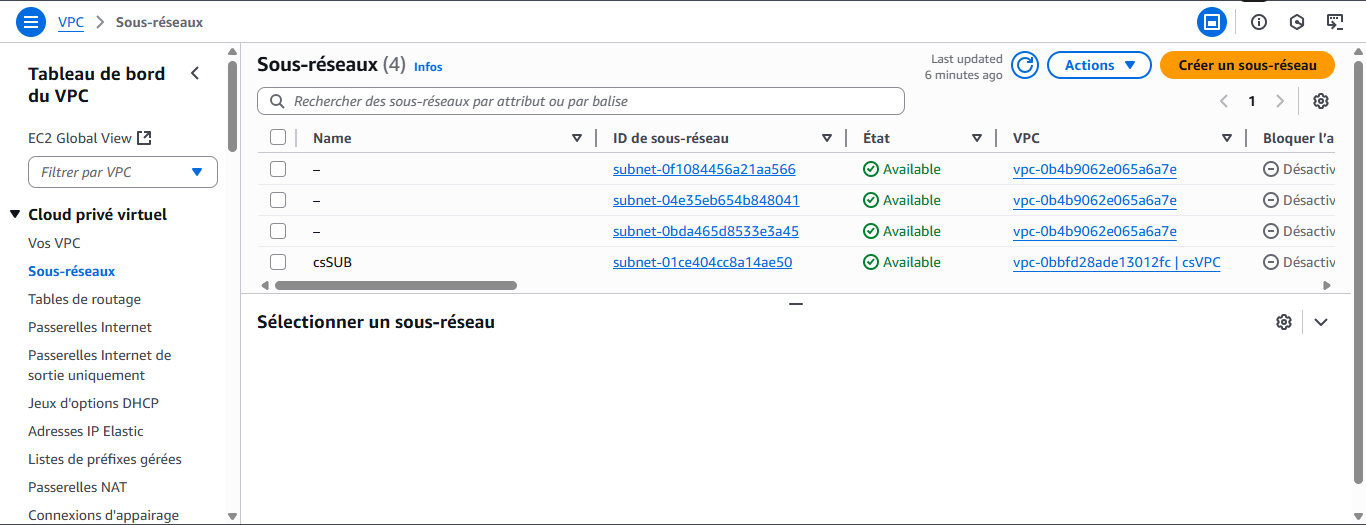 VPC > Sous-réseaux
Tableau de bord
du VPC
EC2 Global View
Filtrer par VPC
Cloud privé virtuel
Vos VPC
Sous-réseaux
Tables de routage
Passerelles Internet
Passerelles Internet de
sortie uniquement
Jeux d'options DHCP
Adresses IP Elastic
Listes de préfixes gérées
Passerelles NAT
Connexions d'appairage
Sous-réseaux (4) Infos
Last updated
6 minutes ago
Actions
Créer un sous-réseau
Rechercher des sous-réseaux par attribut ou par balise
1
Name ID de sous-réseau État VPC Bloquer l'a
– subnet-0f1084456a21aa566 Available vpc-0b4b9062e065a6a7e Désactiv
– subnet-04e35eb654b848041 Available vpc-0b4b9062e065a6a7e Désactiv
– subnet-0bda465d8533e3a45 Available vpc-0b4b9062e065a6a7e Désactiv
csSUB subnet-01ce404cc8a14ae50 Available vpc-0bbfd28ade13012fc | csVPC Désactiv
Sélectionner un sous-réseau